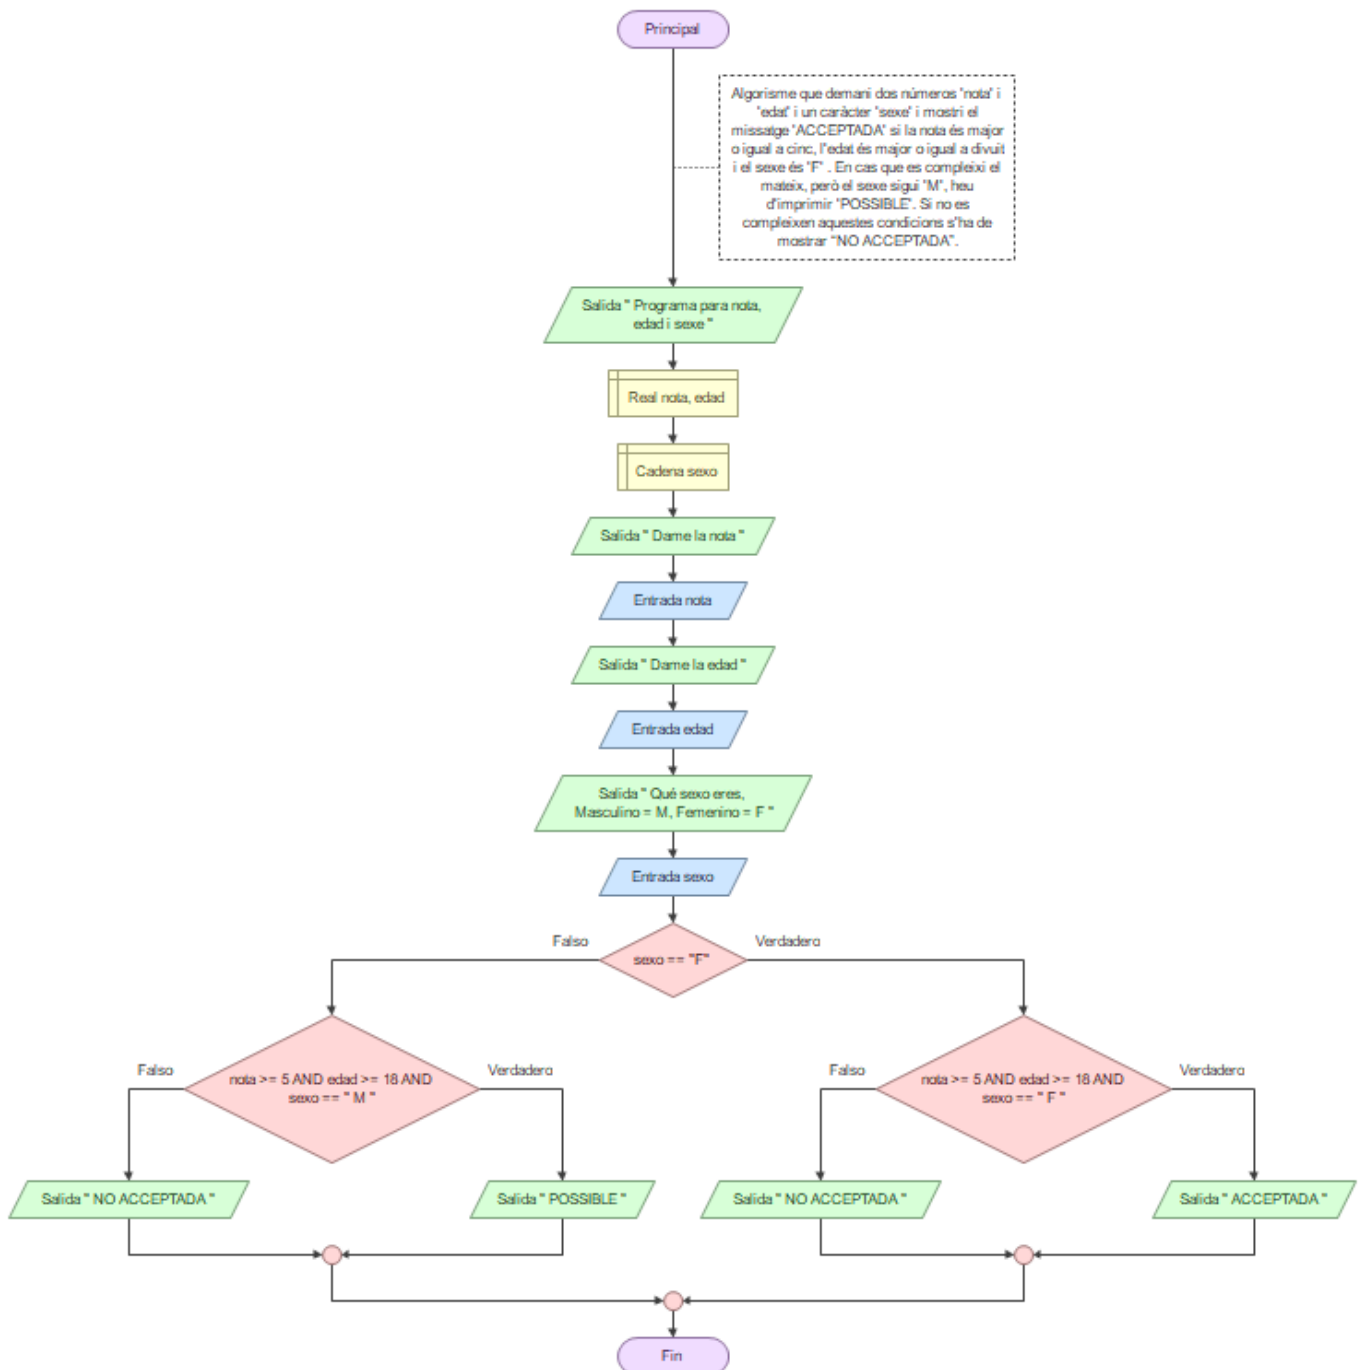 Principal
Algorisme que demani dos números "nota" i
"edat" i un caràcter "sexe" i mostri el
missatge "ACCEPTADA" si la nota és major
o igual a cinc, l'edat és major o igual a divuit
i el sexe és "F" . En cas que es compleixi el
mateix, però el sexe sigui "M", heu
d'imprimir "POSSIBLE". Si no es
compleixen aquestes condicions s'ha de
mostrar "NO ACCEPTADA".
Salida " Programa para nota,
edad i sexe "
Real nota, edad
Cadena sexo
Salida " Dame la nota "
Entrada nota
Salida " Dame la edad "
Entrada edad
Salida " Qué sexo eres,
Masculino = M, Femenino = F "
Entrada sexo
Falso
Verdadero
sexo == "F"
Falso
Verdadero
nota >= 5 AND edad >= 18 AND
sexo == " M "
Falso
Verdadero
nota >= 5 AND edad >= 18 AND
sexo == " F "
Salida " NO ACCEPTADA "
Salida " POSSIBLE "
Salida " NO ACCEPTADA "
Salida " ACCEPTADA "
Fin